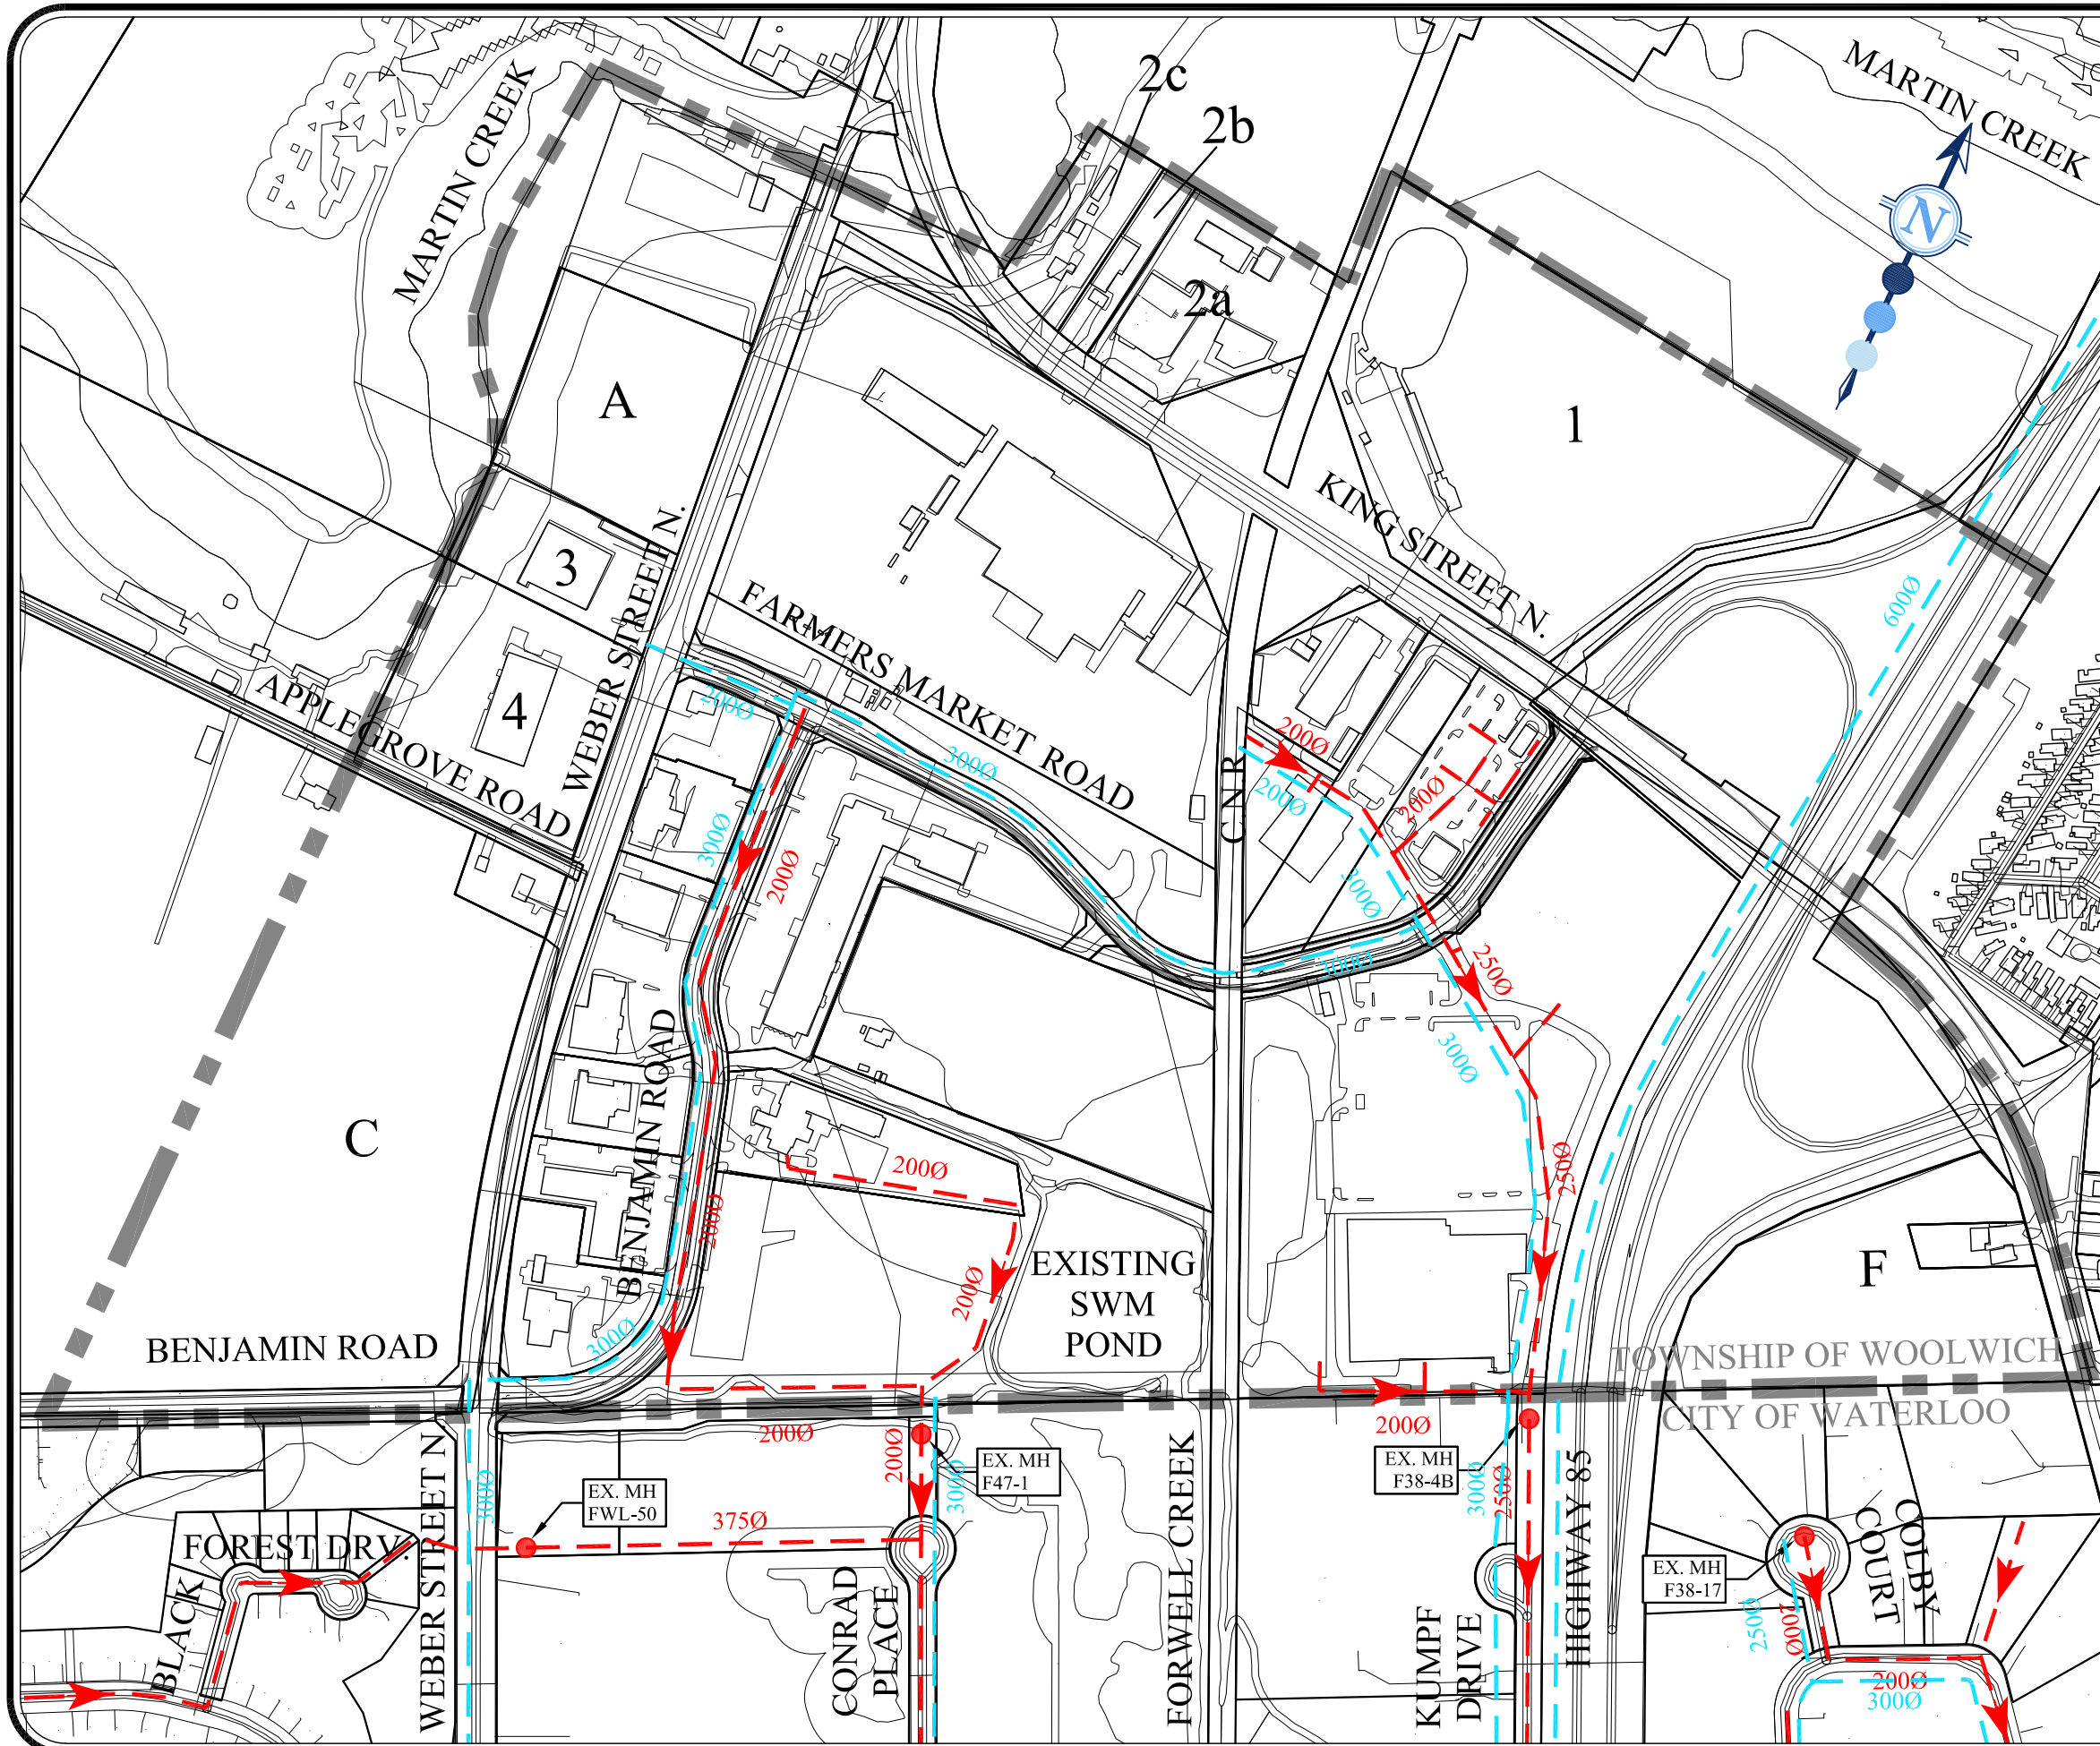 MARTIN CREEK
MARTIN CREEK
2c
2b
2a
N
A
1
3
4
KING STREET N.
WEBER STREET N.
FARMERS MARKET ROAD
APPLEGROVE ROAD
600Ø
200Ø
300Ø
300Ø
200Ø
CNR
200Ø
200Ø
200Ø
300Ø
300Ø
250Ø
300Ø
250Ø
C
BENJAMIN ROAD
200Ø
200Ø
200Ø
300Ø
EXISTING
SWM
POND
F
BENJAMIN ROAD
TOWNSHIP OF WOOLWICH
CITY OF WATERLOO
200Ø
200Ø
200Ø
300Ø
300Ø
EX. MH
F47-1
EX. MH
FWL-50
375Ø
EX. MH
F38-4B
300Ø
250Ø
EX. MH
F38-17
250Ø
200Ø
200Ø
300Ø
FOREST DRV.
BLACK
WEBER STREET N.
CONRAD
PLACE
FORWELL CREEK
KUMPF
DRIVE
HIGHWAY 85
COLBY
COURT